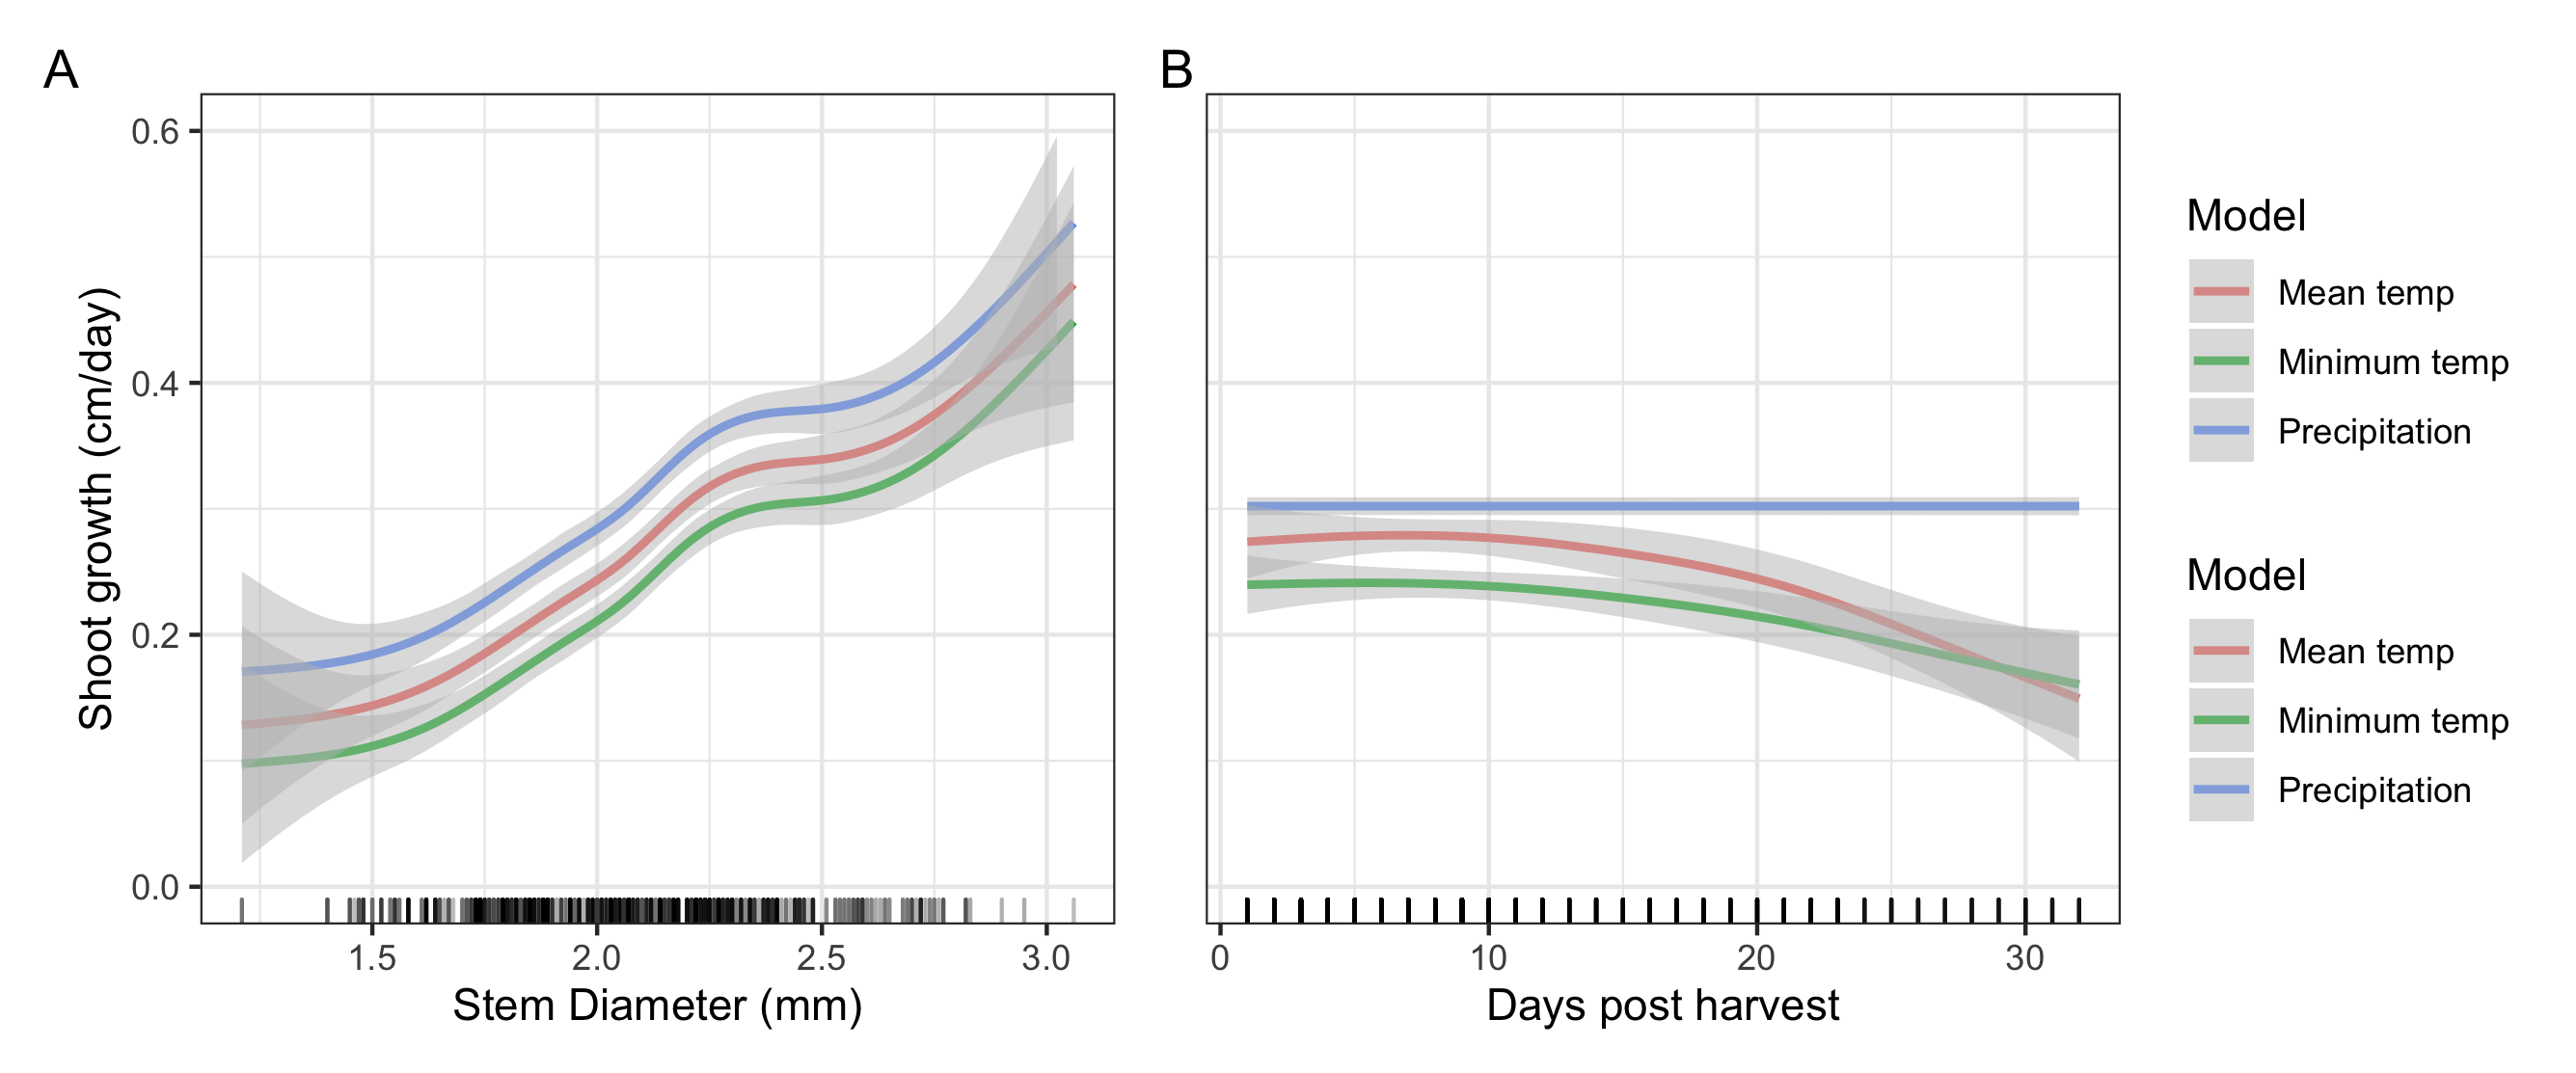 A
B
0.6
0.4
0.2
0.0
Shoot growth (cm/day)
1.5 2.0 2.5 3.0
Stem Diameter (mm)
0 10 20 30
Days post harvest
Model
Mean temp
Minimum temp
Precipitation
Model
Mean temp
Minimum temp
Precipitation